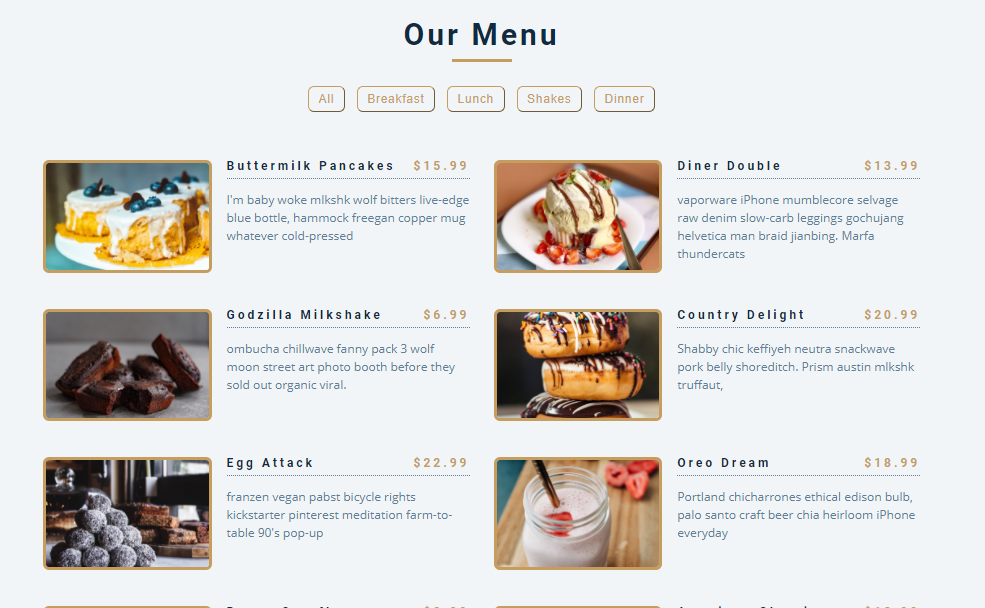 Our Menu
All Breakfast Lunch Shakes Dinner
Buttermilk Pancakes $15.99
I'm baby woke mlkshk wolf bitters live-edge
blue bottle, hammock freegan copper mug
whatever cold-pressed
Diner Double $13.99
vaporware iPhone mumblecore selvage
raw denim slow-carb leggings gochujang
helvetica man braid jianbing. Marfa
thundercats
Godzilla Milkshake $6.99
ombucha chillwave fanny pack 3 wolf
moon street art photo booth before they
sold out organic viral.
Country Delight $20.99
Shabby chic keffiyeh neutra snackwave
pork belly shoreditch. Prism austin mlkshk
truffaut,
Egg Attack $22.99
franzen vegan pabst bicycle rights
kickstarter pinterest meditation farm-to-
table 90's pop-up
Oreo Dream $18.99
Portland chicharrones ethical edison bulb,
palo santo craft beer chia heirloom iPhone
everyday